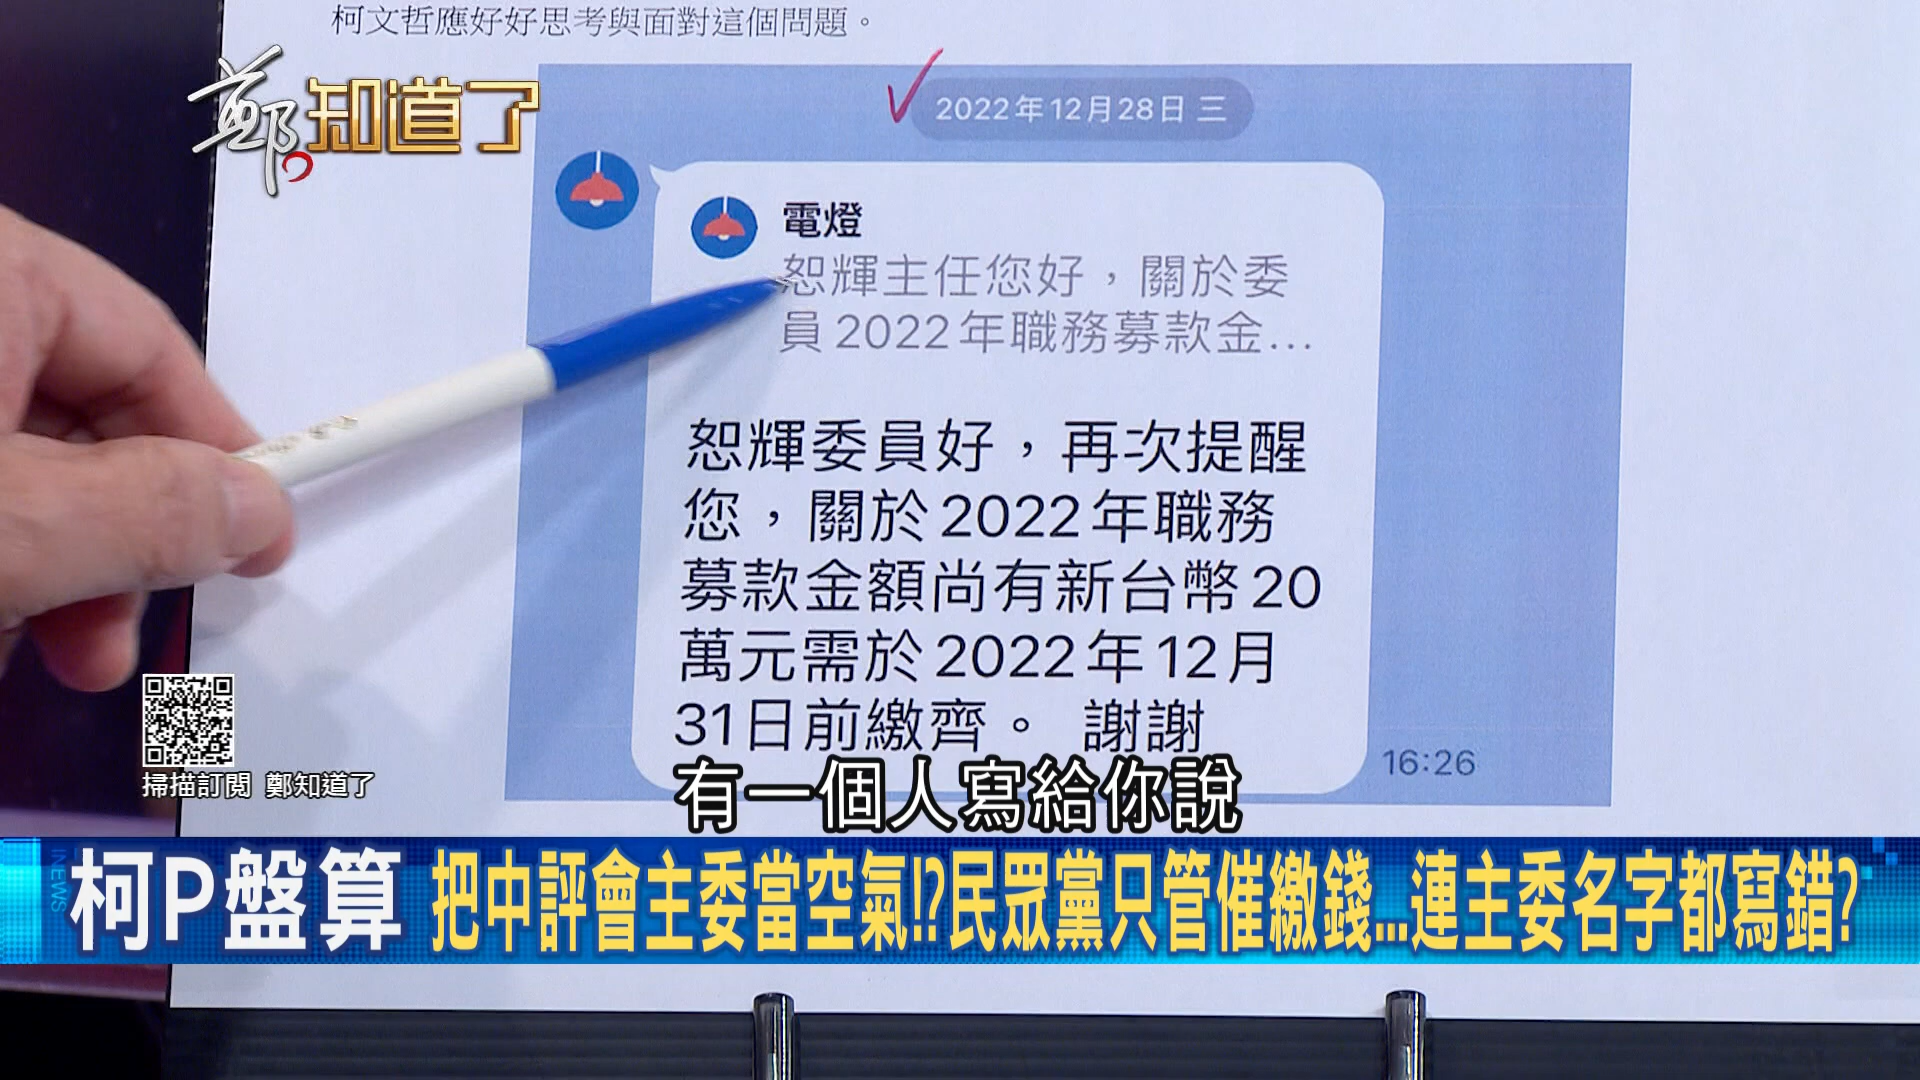 柯文哲應好好思考與面對這個問題。
鄭知道了
2022年12月28日 三
電燈
恕輝主任您好，關於委
員2022年職務募款金...
恕輝委員好，再次提醒
您，關於2022年職務
募款金額尚有新台幣20
萬元需於2022年12月
31日前繳齊。 謝謝
16:26
掃描訂閱 鄭知道了
有一個人寫給你說
INEWS
柯P盤算
把中評會主委當空氣!?民眾黨只管催繳錢...連主委名字都寫錯?